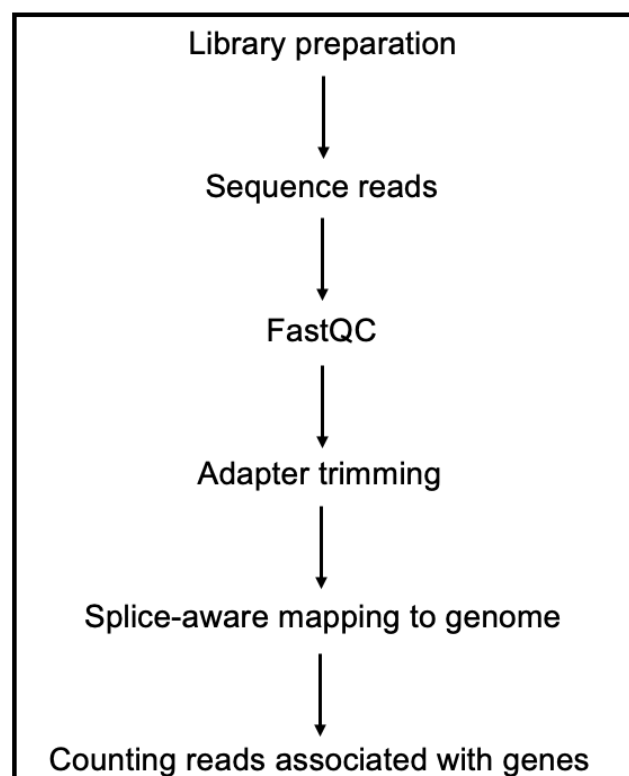 Library preparation
Sequence reads
FastQC
Adapter trimming
Splice-aware mapping to genome
Counting reads associated with genes